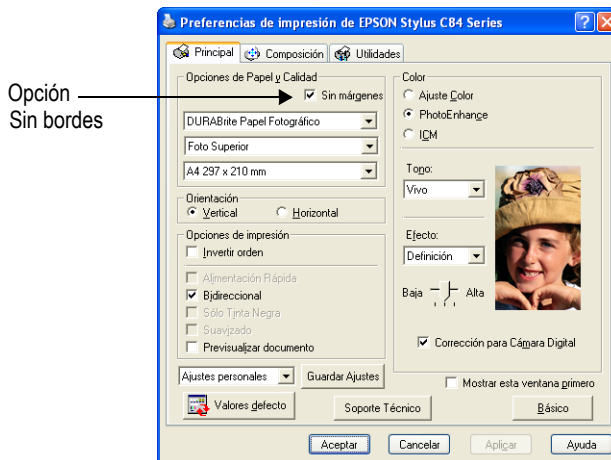 Preferencias de impresión de EPSON Stylus C84 Series
Principal
Composición
Utilidades
Opciones de Papel y Calidad
Opción
Sin bordes
Sin márgenes
DURABrite Papel Fotográfico
Foto Superior
A4 297 x 210 mm
Orientación
Vertical
Horizontal
Opciones de impresión
Invertir orden
Alimentación Rápida
Bidireccional
Sólo Tinta Negra
Suavizado
Previsualizar documento
Color
Ajuste Color
PhotoEnhance
ICM
Tono:
Vivo
Efecto:
Definición
Baja
Alta
Corrección para Cámara Digital
Ajustes personales
Guardar Ajustes
Mostrar esta ventana primero
Valores defecto
Soporte Técnico
Básico
Aceptar
Cancelar
Aplicar
Ayuda